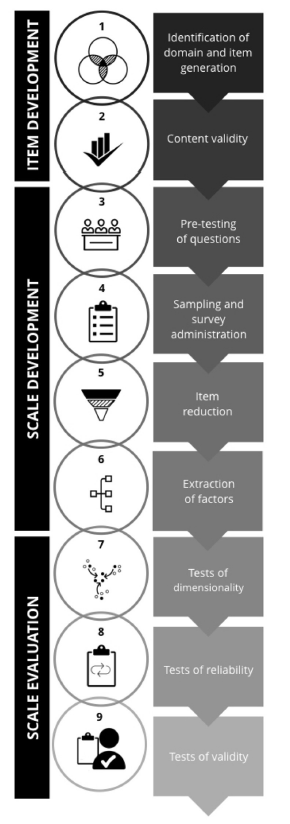 ITEM DEVELOPMENT
1
Identification of
domain and item
generation
2
Content validity
SCALE DEVELOPMENT
3
Pre-testing
of questions
4
Sampling and
survey
administration
5
Item
reduction
6
Extraction
of factors
SCALE EVALUATION
7
Tests of
dimensionality
8
Tests of reliability
9
Tests of validity